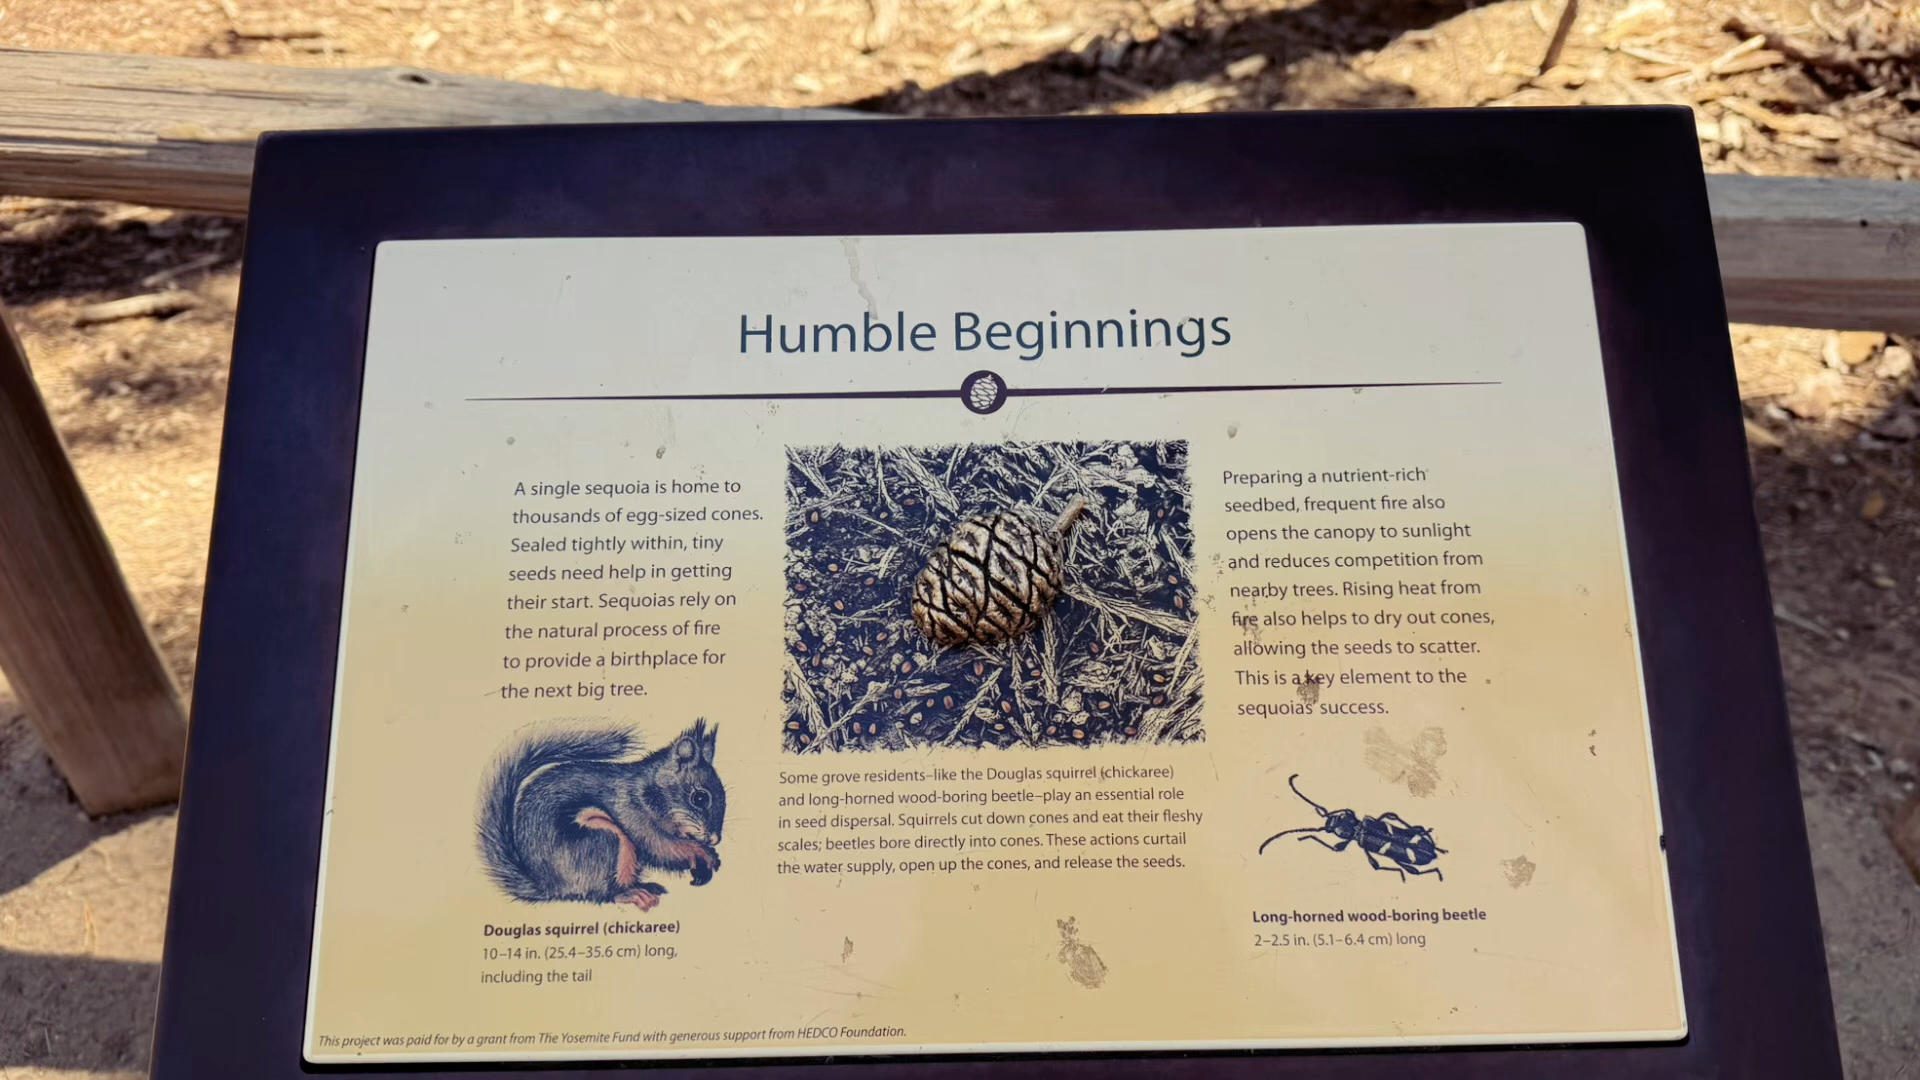 Humble Beginnings
A single sequoia is home to
thousands of egg-sized cones.
Sealed tightly within, tiny
seeds need help in getting
their start. Sequoias rely on
the natural process of fire
to provide a birthplace for
the next big tree.
Preparing a nutrient-rich
seedbed, frequent fire also
opens the canopy to sunlight
and reduces competition from
nearby trees. Rising heat from
fire also helps to dry out cones,
allowing the seeds to scatter.
This is a key element to the
sequoias' success.
Some grove residents–like the Douglas squirrel (chickaree)
and long-horned wood-boring beetle–play an essential role
in seed dispersal. Squirrels cut down cones and eat their fleshy
scales; beetles bore directly into cones. These actions curtail
the water supply, open up the cones, and release the seeds.
Douglas squirrel (chickaree)
10–14 in. (25.4–35.6 cm) long,
including the tail
Long-horned wood-boring beetle
2–2.5 in. (5.1–6.4 cm) long
This project was paid for by a grant from The Yosemite Fund with generous support from HEDCO Foundation.